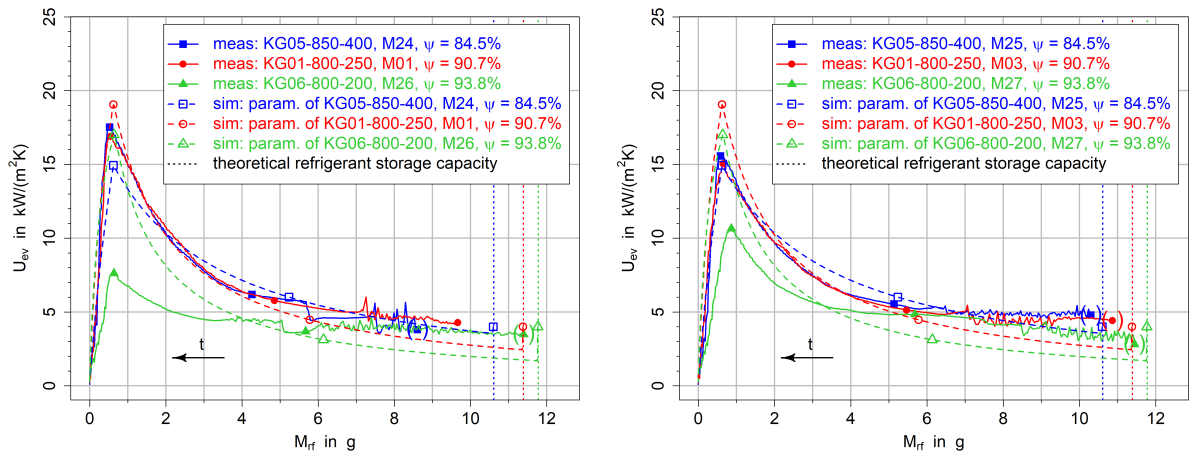 meas: KG05-850-400, M24, ψ = 84.5%
meas: KG01-800-250, M01, ψ = 90.7%
meas: KG06-800-200, M26, ψ = 93.8%
sim: param. of KG05-850-400, M24, ψ = 84.5%
sim: param. of KG01-800-250, M01, ψ = 90.7%
sim: param. of KG06-800-200, M26, ψ = 93.8%
theoretical refrigerant storage capacity
U_ev in kW/(m²K)
25
20
15
10
5
0
( )
( )
t
0 2 4 6 8 10 12
M_rf in g
meas: KG05-850-400, M25, ψ = 84.5%
meas: KG01-800-250, M03, ψ = 90.7%
meas: KG06-800-200, M27, ψ = 93.8%
sim: param. of KG05-850-400, M25, ψ = 84.5%
sim: param. of KG01-800-250, M03, ψ = 90.7%
sim: param. of KG06-800-200, M27, ψ = 93.8%
theoretical refrigerant storage capacity
U_ev in kW/(m²K)
25
20
15
10
5
0
( )
( )
( )
t
0 2 4 6 8 10 12
M_rf in g